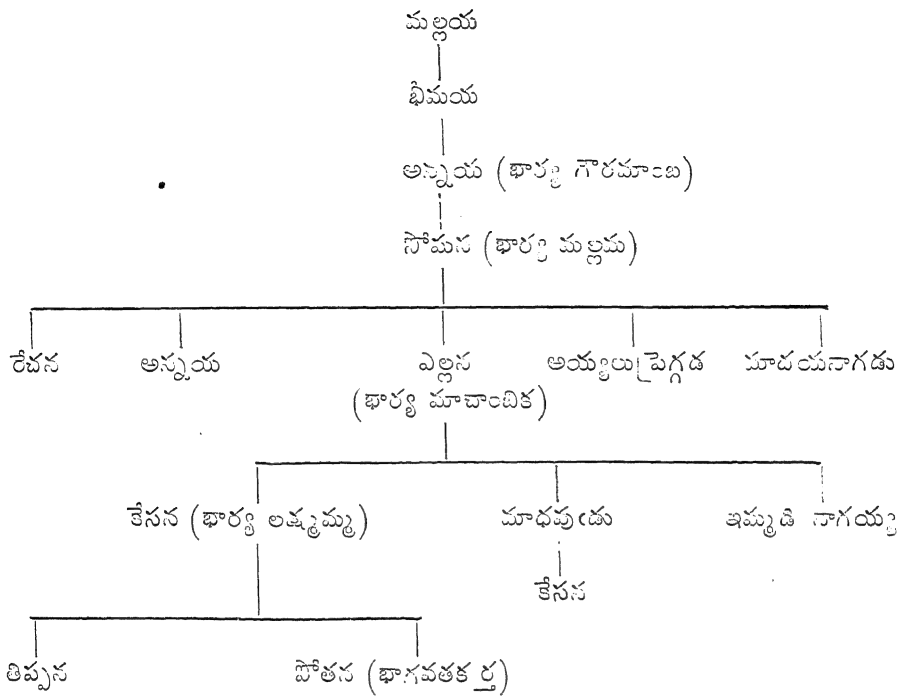 మల్లయ
భీమయ
అన్నయ (భార్య గౌరమాంబ)
సోమన (భార్య మల్లమ)
రేచన అన్నయ ఎల్లన అయ్యలుప్రెగ్గడ మాదయనాగడు
(భార్య మాచాంబిక)
కేసన (భార్య లక్ష్మమ్మ) మాధవుఁడు ఇమ్మడి నాగయ్య
కేసన
తిప్పన పోతన (భాగవతకర్త)